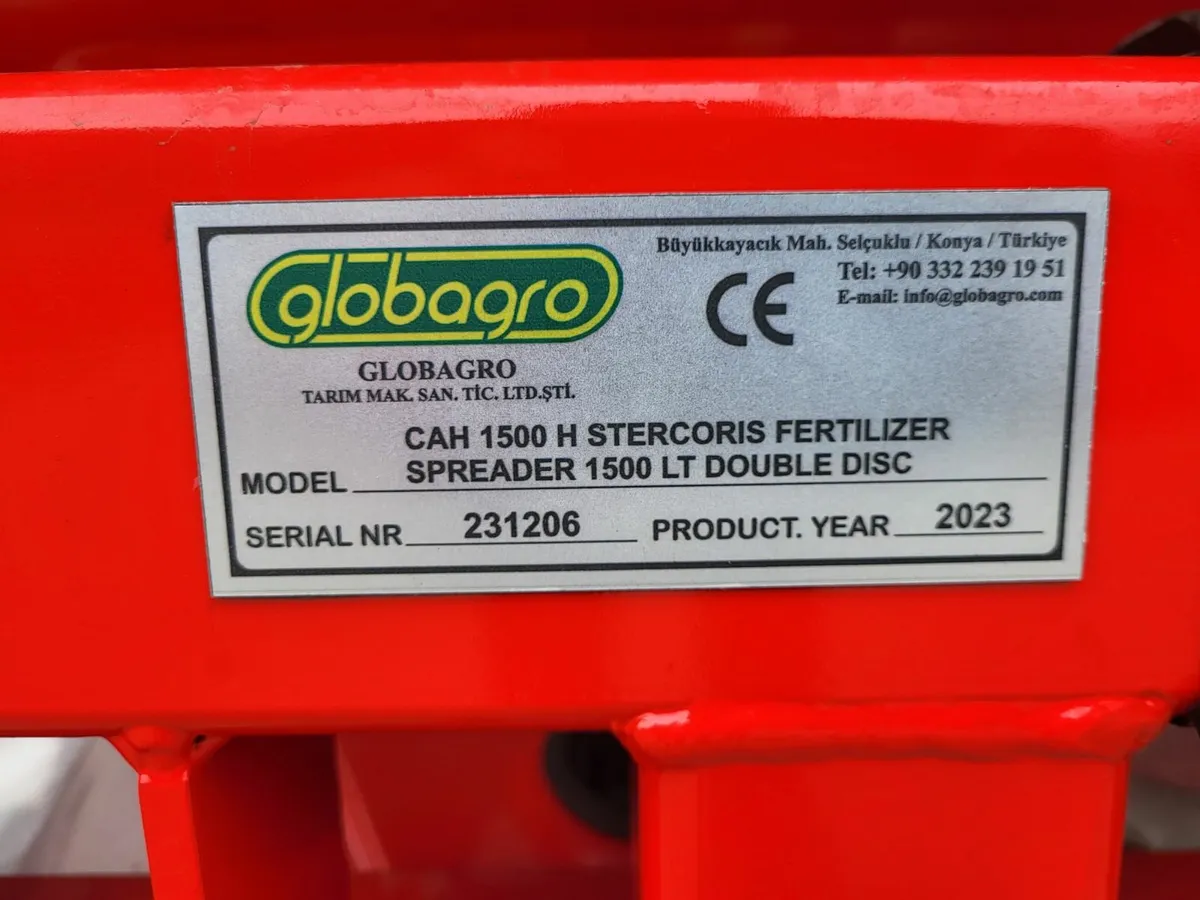 globagro
GLOBAGRO
TARIM MAK. SAN. TİC. LTD.ŞTİ.
Büyükkayacık Mah. Selçuklu / Konya / Türkiye
Tel: +90 332 239 19 51
E-mail: info@globagro.com
CE
CAH 1500 H STERCORIS FERTILIZER
MODEL SPREADER 1500 LT DOUBLE DISC
SERIAL NR 231206 PRODUCT. YEAR 2023